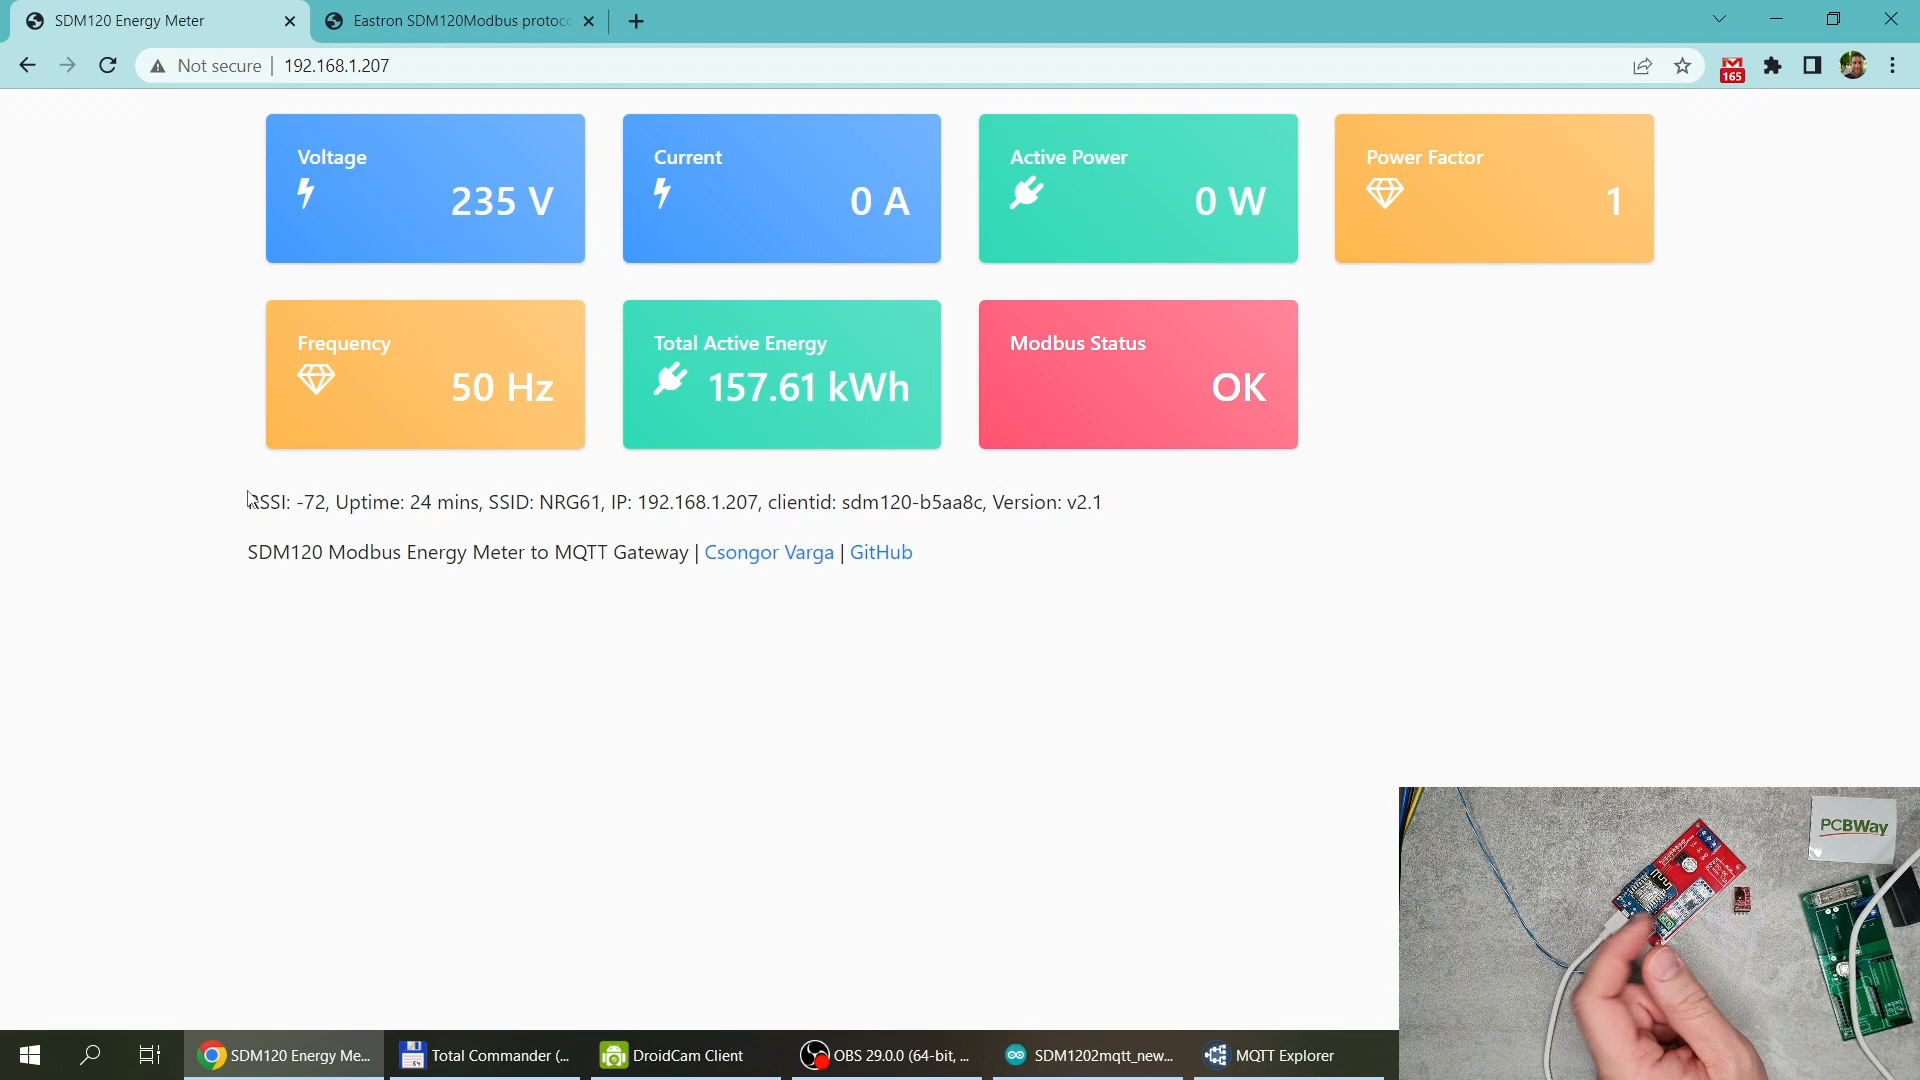 SDM120 Energy Meter
Eastron SDM120Modbus protoco
Not secure
192.168.1.207
165
Voltage
235 V
Current
0 A
Active Power
0 W
Power Factor
1
Frequency
50 Hz
Total Active Energy
157.61 kWh
Modbus Status
OK
RSSI: -72, Uptime: 24 mins, SSID: NRG61, IP: 192.168.1.207, clientid: sdm120-b5aa8c, Version: v2.1
SDM120 Modbus Energy Meter to MQTT Gateway | Csongor Varga | GitHub
PCBWay
SDM120 Energy Me...
Total Commander (...
DroidCam Client
OBS 29.0.0 (64-bit, ...
SDM1202mqtt_new...
MQTT Explorer